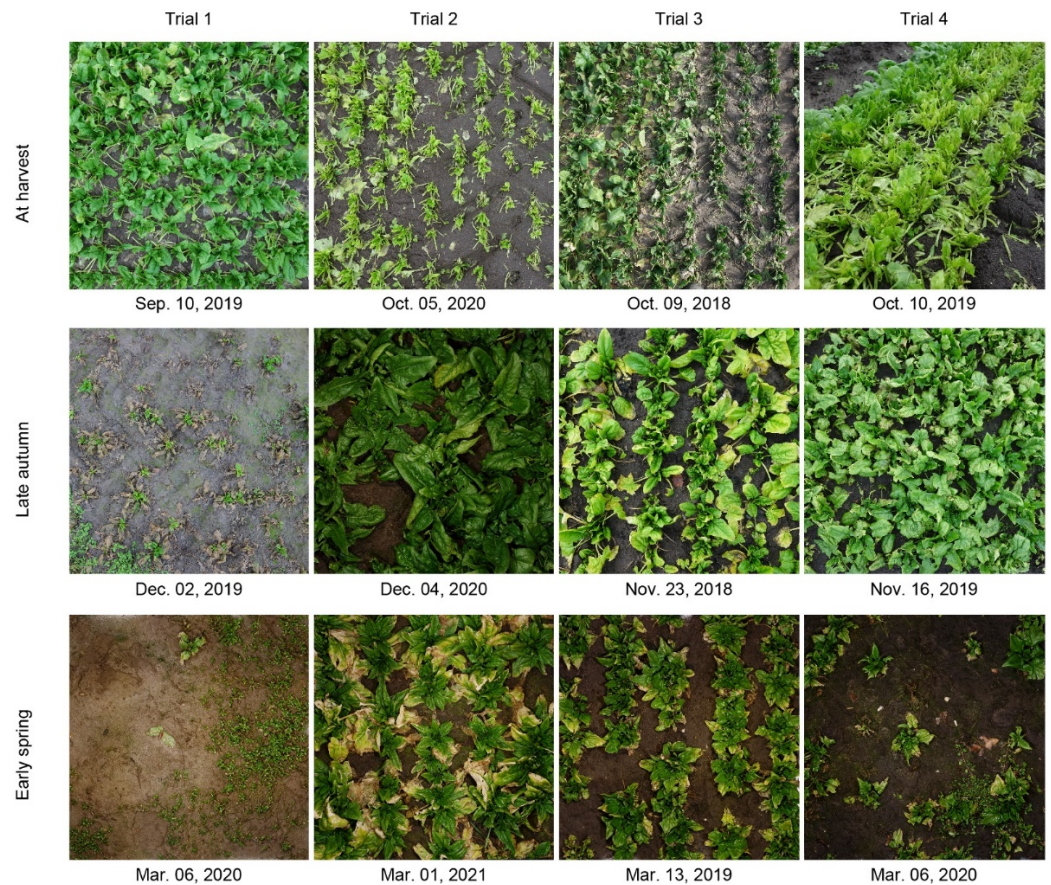 Trial 1
Trial 2
Trial 3
Trial 4
At harvest
Sep. 10, 2019
Oct. 05, 2020
Oct. 09, 2018
Oct. 10, 2019
Late autumn
Dec. 02, 2019
Dec. 04, 2020
Nov. 23, 2018
Nov. 16, 2019
Early spring
Mar. 06, 2020
Mar. 01, 2021
Mar. 13, 2019
Mar. 06, 2020